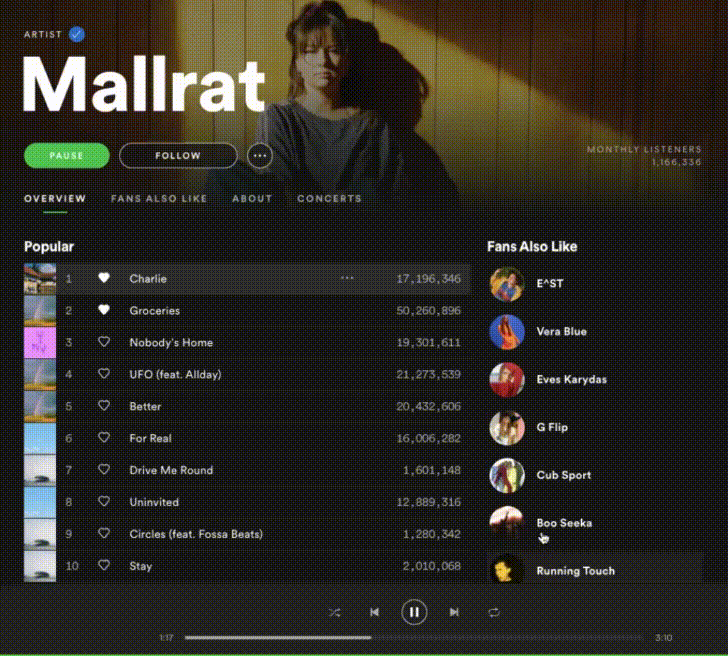 ARTIST
Mallrat
PAUSE FOLLOW
MONTHLY LISTENERS
1,166,336
OVERVIEW FANS ALSO LIKE ABOUT CONCERTS
Popular
1 Charlie 17,196,346
2 Groceries 50,260,896
3 Nobody's Home 19,301,611
4 UFO (feat. Allday) 21,273,539
5 Better 20,432,606
6 For Real 16,006,282
7 Drive Me Round 1,601,148
8 Uninvited 12,889,316
9 Circles (feat. Fossa Beats) 1,280,342
10 Stay 2,010,068
Fans Also Like
E^ST
Vera Blue
Eves Karydas
G Flip
Cub Sport
Boo Seeka
Running Touch
1:17 3:10